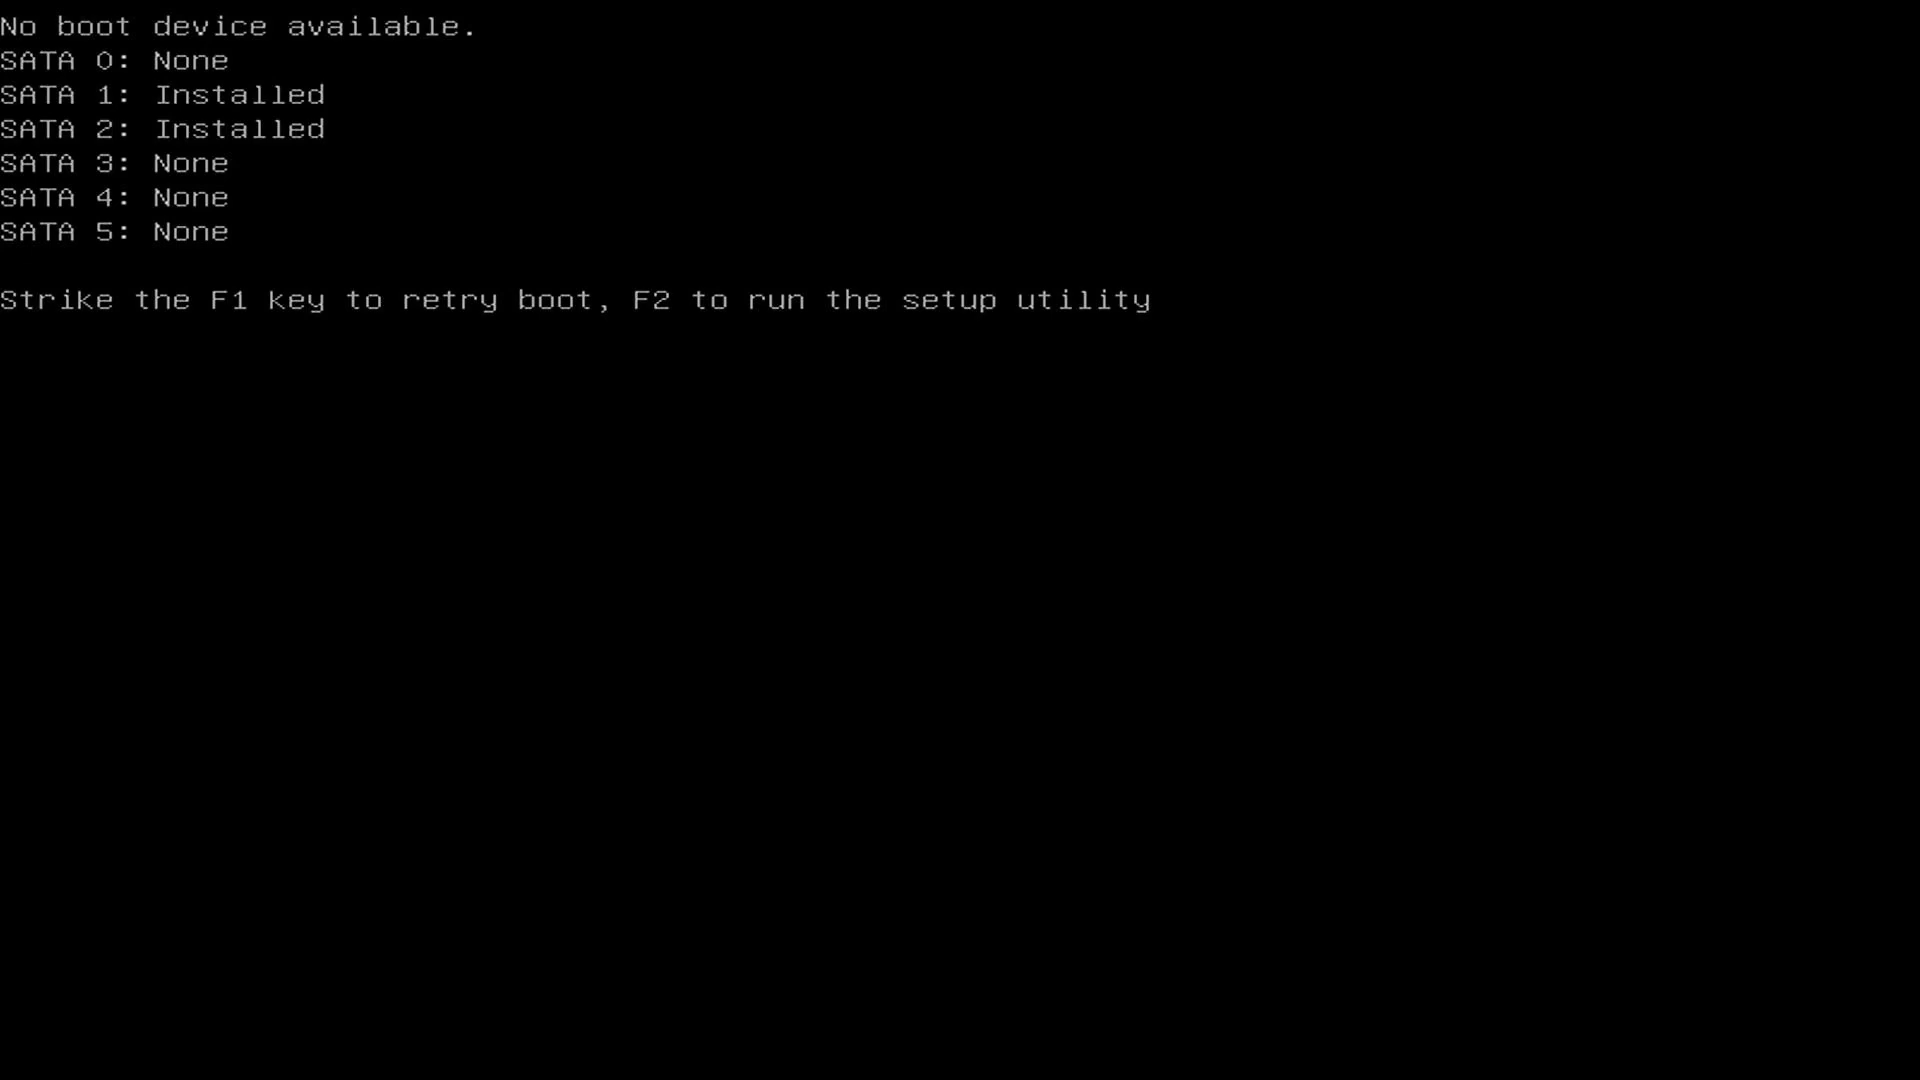 No boot device available.
SATA 0: None
SATA 1: Installed
SATA 2: Installed
SATA 3: None
SATA 4: None
SATA 5: None
Strike the F1 key to retry boot, F2 to run the setup utility